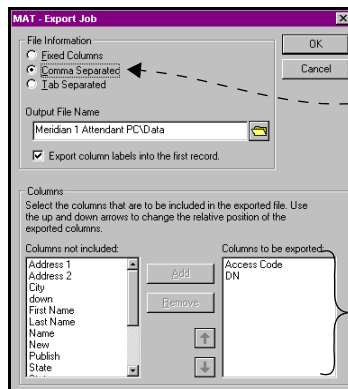 MAT - Export Job
File Information
Fixed Columns
Comma Separated
Tab Separated
OK
Cancel
Output File Name
Meridian 1 Attendant PC\Data
Export column labels into the first record.
Columns
Select the columns that are to be included in the exported file. Use
the up and down arrows to change the relative position of the
exported columns.
Columns not included:
Address 1
Address 2
City
down
First Name
Last Name
Name
New
Publish
State
Add
Remove
Columns to be exported:
Access Code
DN